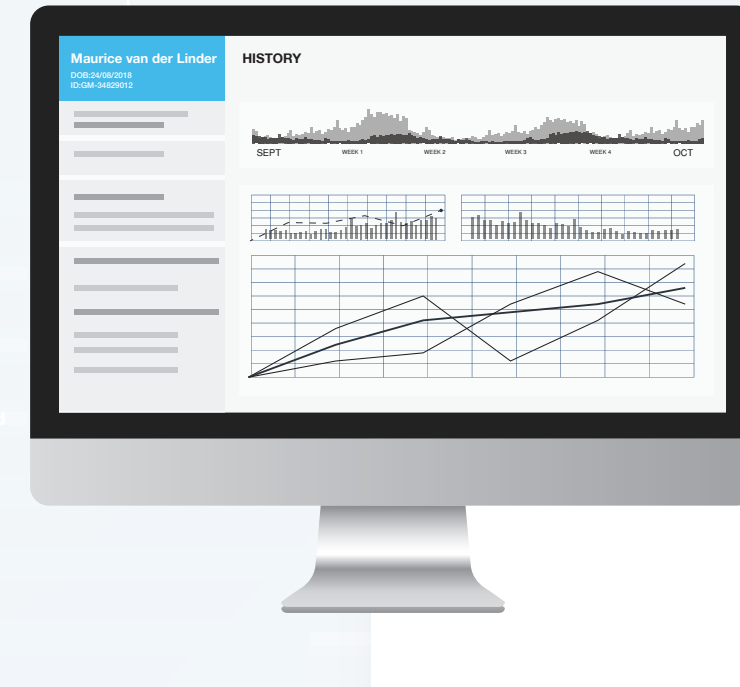 Maurice van der Linder
DOB:24/08/2018
ID:GM-34829012
HISTORY
SEPT WEEK 1 WEEK 2 WEEK 3 WEEK 4 OCT